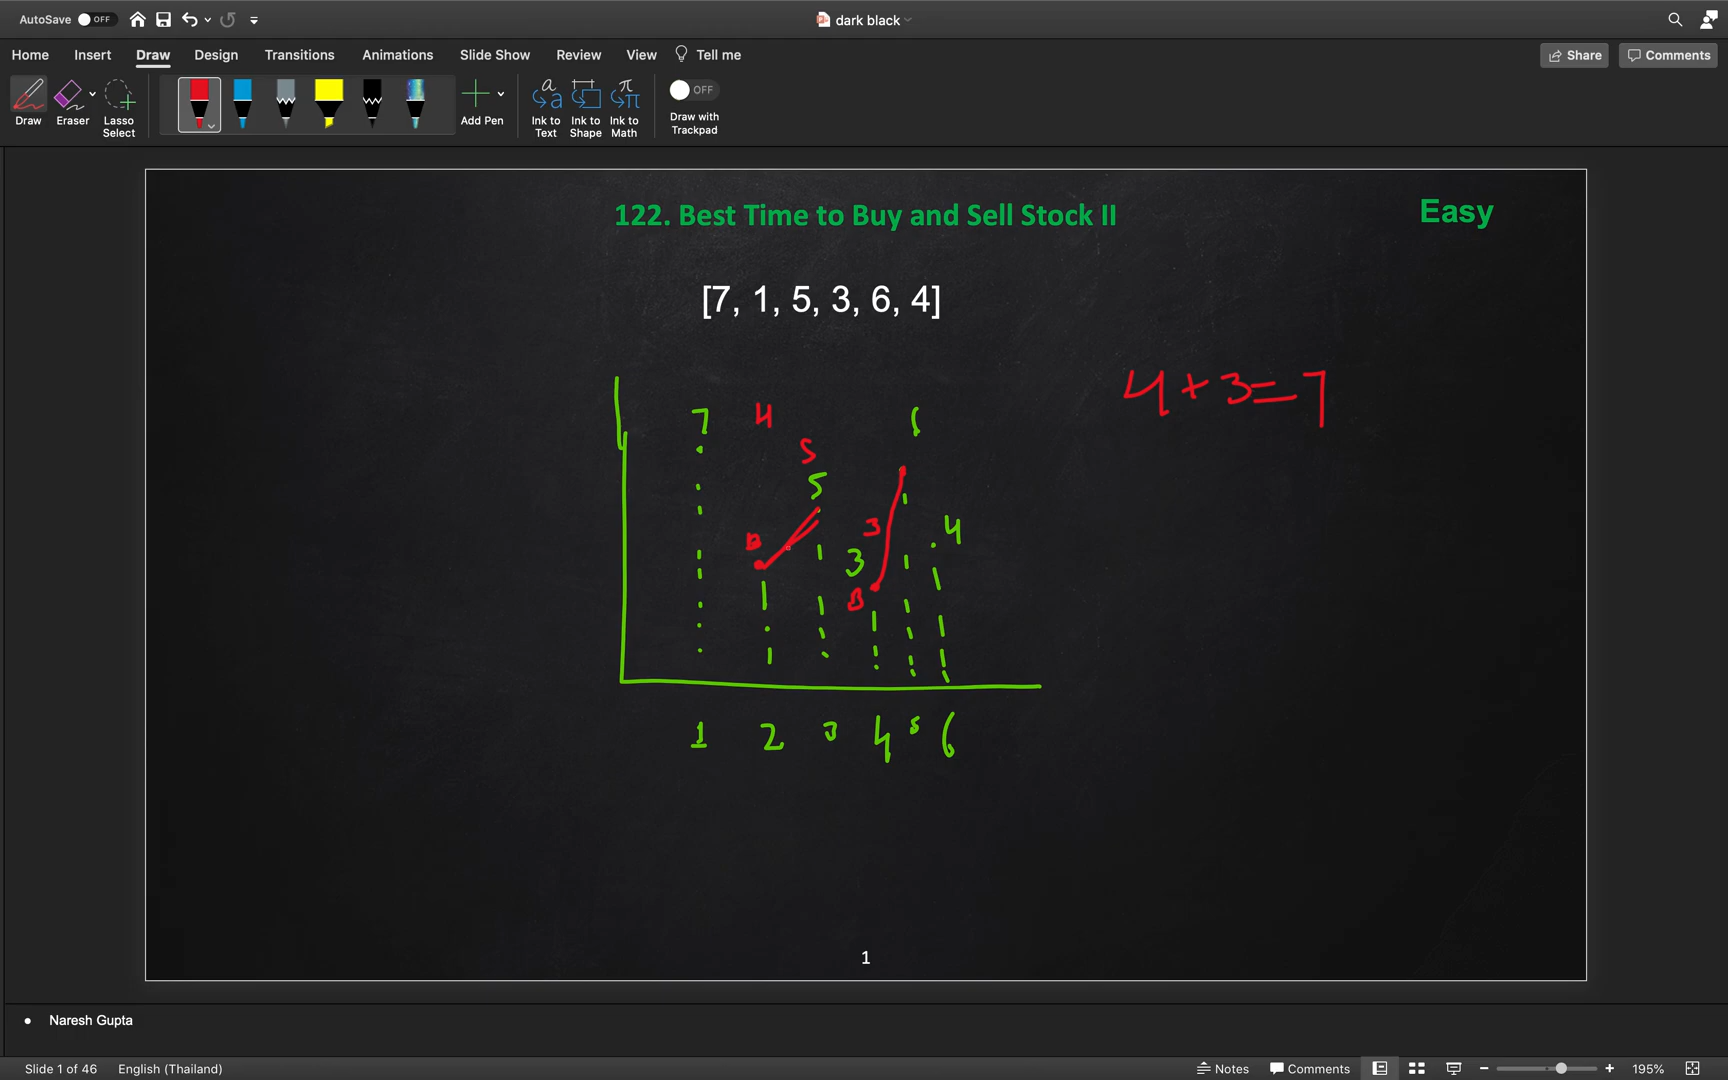 AutoSave OFF
dark black
Home Insert Draw Design Transitions Animations Slide Show Review View Tell me
Share Comments
Draw Eraser Lasso Select
Add Pen
Ink to Text Ink to Shape Ink to Math
OFF
Draw with Trackpad
122. Best Time to Buy and Sell Stock II
Easy
[7, 1, 5, 3, 6, 4]
4 + 3 = 7
7 4
S
5
4
B 3
3
B
1 2 3 4 5 6
1
Naresh Gupta
Slide 1 of 46 English (Thailand)
Notes Comments 195%